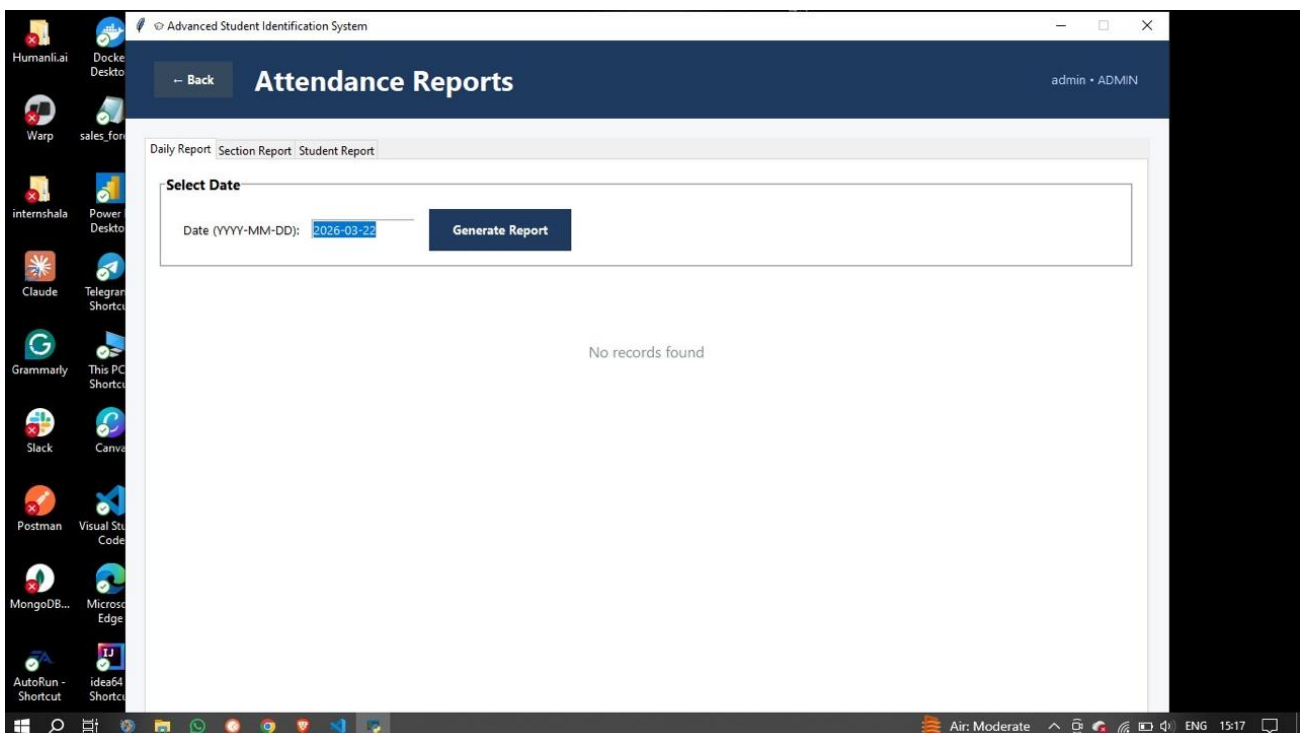 Advanced Student Identification System
← Back
Attendance Reports
admin • ADMIN
Daily Report Section Report Student Report
Select Date
Date (YYYY-MM-DD): 2026-03-22 Generate Report
No records found
Humanli.ai
Docke
Deskto
Warp
sales_fore
internshala
Power
Deskto
Claude
Telegram
Shortcu
Grammarly
This PC
Shortcu
Slack
Canva
Postman
Visual Stu
Code
MongoDB...
Microso
Edge
AutoRun -
Shortcut
idea64
Shortcu
Air: Moderate ENG 15:17